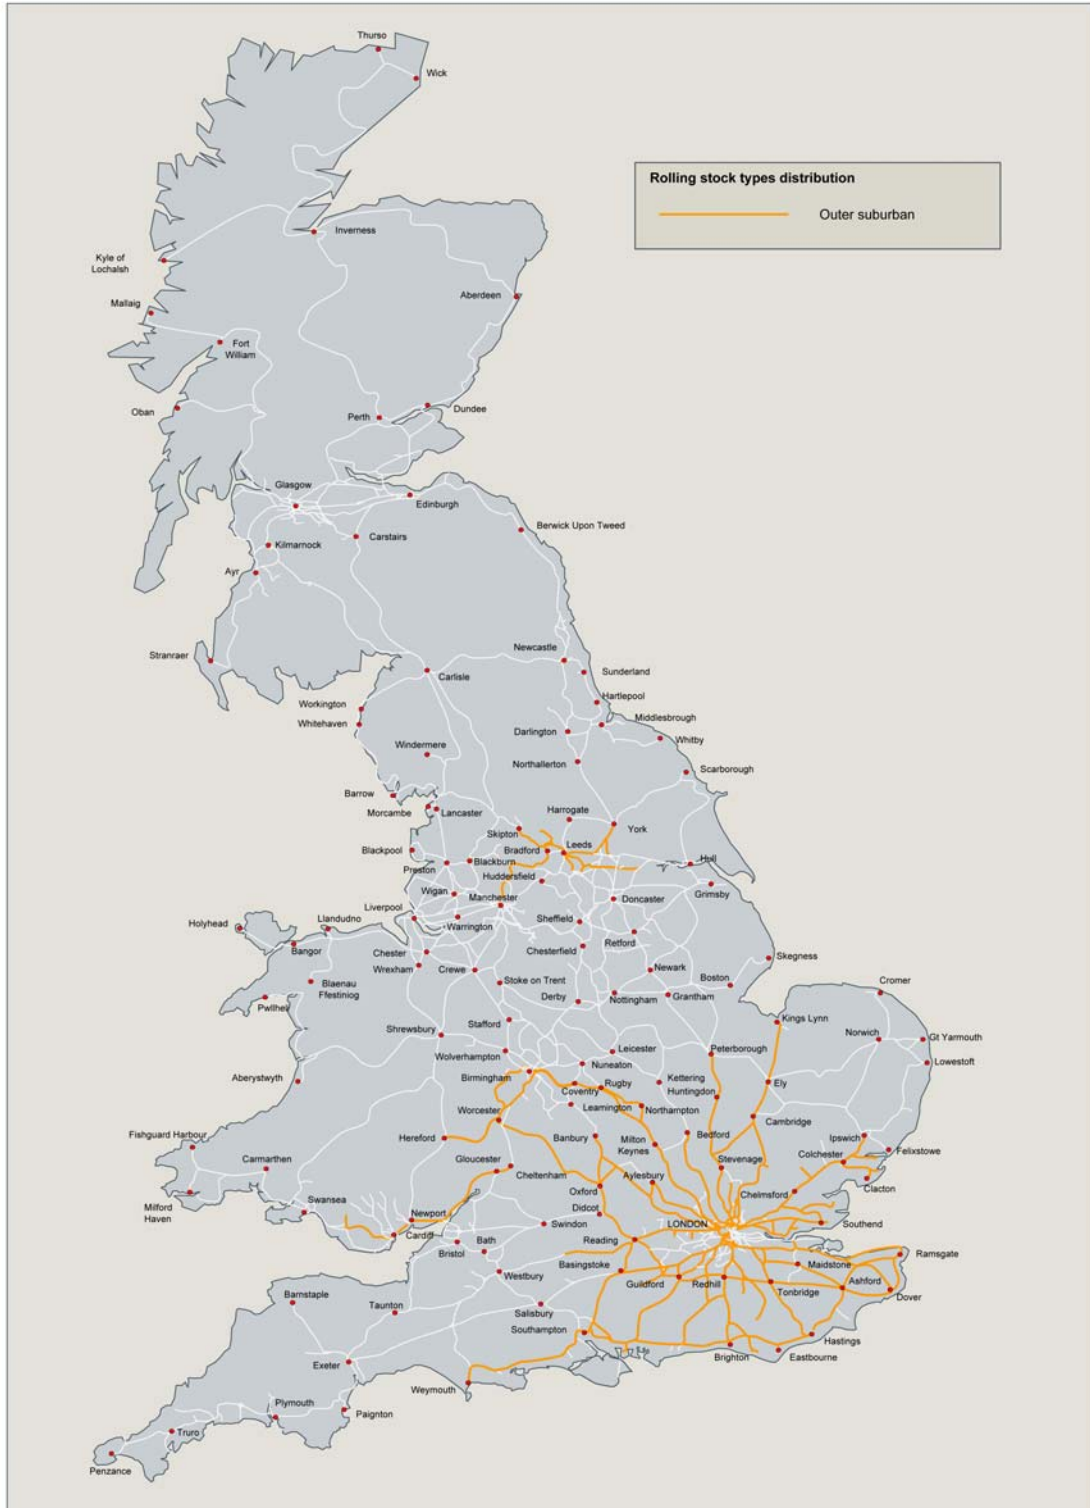 Thurso
Wick
Rolling stock types distribution
Outer suburban
Inverness
Kyle of
Lochalsh
Aberdeen
Mallaig
Fort
William
Oban
Perth
Dundee
Glasgow
Edinburgh
Berwick Upon Tweed
Carstairs
Kilmarnock
Ayr
Newcastle
Stranraer
Sunderland
Carlisle
Hartlepool
Workington
Middlesbrough
Whitehaven
Darlington
Whitby
Windermere
Northallerton
Scarborough
Barrow
Harrogate
Morcambe
Lancaster
York
Skipton
Leeds
Blackpool
Bradford
Hull
Blackburn
Preston
Huddersfield
Wigan
Grimsby
Manchester
Doncaster
Liverpool
Llandudno
Sheffield
Holyhead
Warrington
Retford
Bangor
Chester
Chesterfield
Skegness
Wrexham
Crewe
Newark
Stoke on Trent
Boston
Cromer
Blaenau
Ffestiniog
Derby
Nottingham
Grantham
Pwllheli
Kings Lynn
Stafford
Shrewsbury
Norwich
Gt Yarmouth
Leicester
Peterborough
Wolverhampton
Nuneaton
Lowestoft
Birmingham
Aberystwyth
Rugby
Kettering
Ely
Coventry
Huntingdon
Leamington
Northampton
Worcester
Cambridge
Fishguard Harbour
Hereford
Banbury
Milton
Keynes
Bedford
Ipswich
Felixstowe
Carmarthen
Gloucester
Stevenage
Colchester
Cheltenham
Aylesbury
Clacton
Oxford
Chelmsford
Milford
Haven
Swansea
Didcot
Newport
Swindon
LONDON
Southend
Cardiff
Bath
Reading
Bristol
Ramsgate
Basingstoke
Maidstone
Westbury
Guildford
Redhill
Ashford
Tonbridge
Dover
Barnstaple
Taunton
Salisbury
Southampton
Hastings
Brighton
Eastbourne
Exeter
Weymouth
Plymouth
Paignton
Truro
Penzance